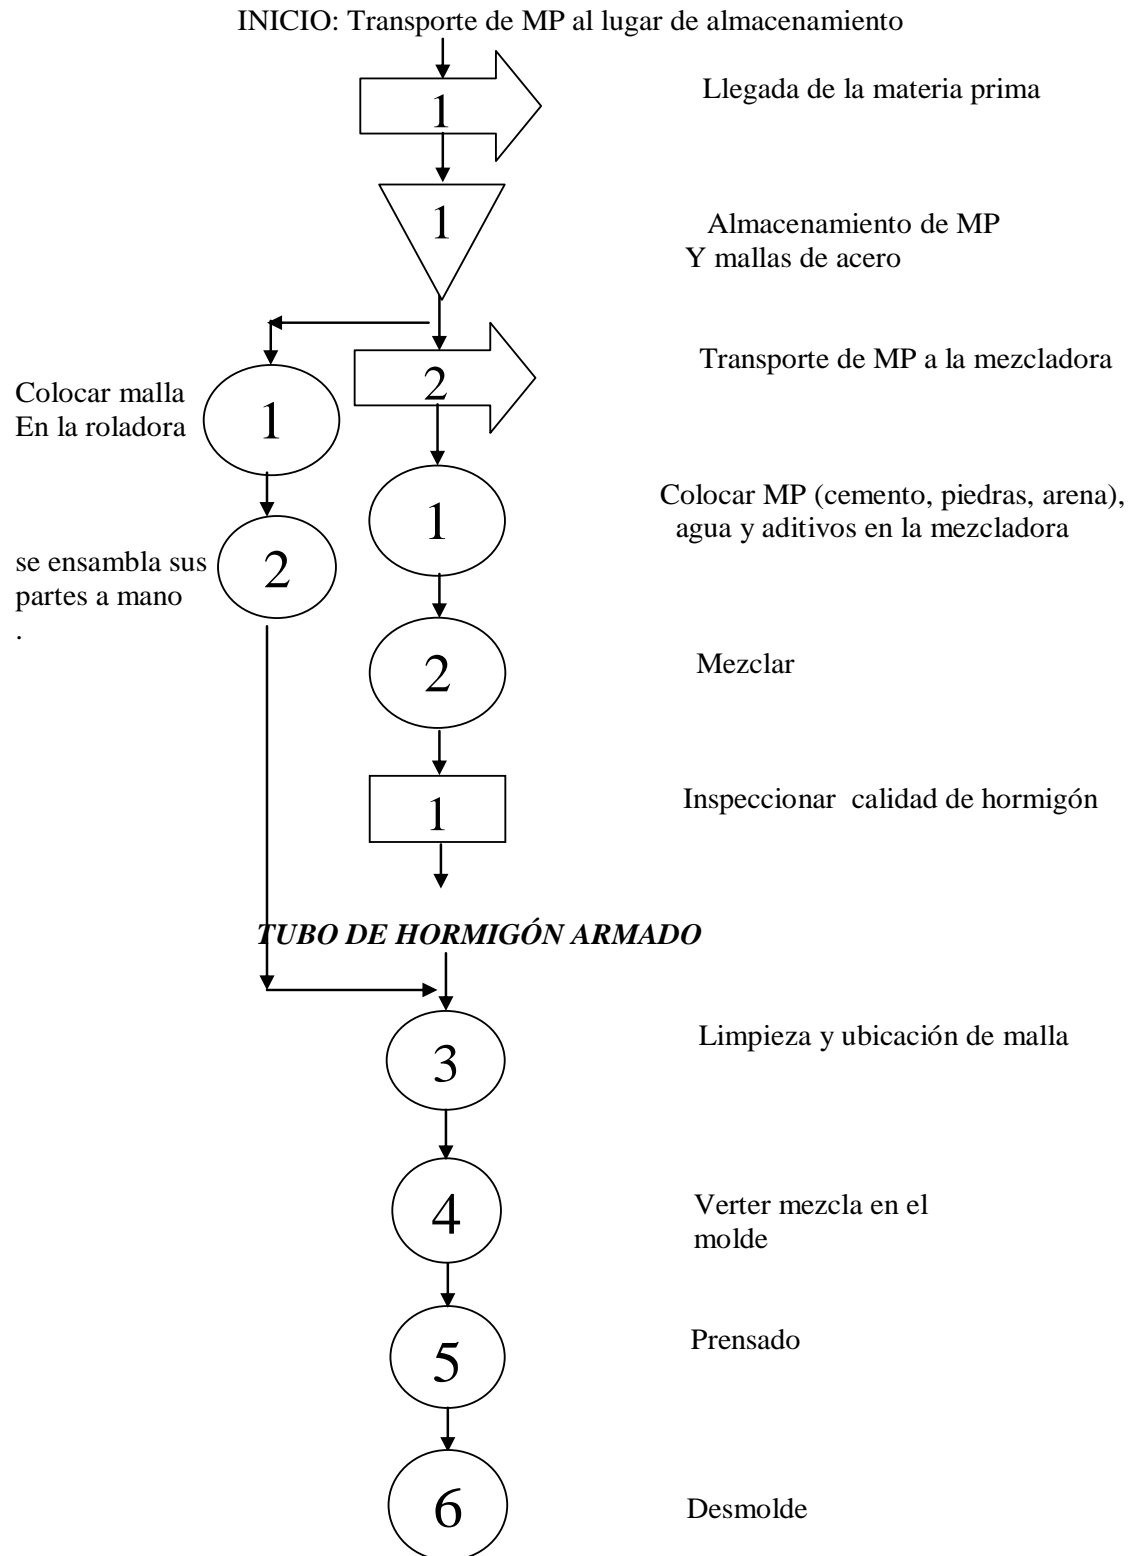 INICIO: Transporte de MP al lugar de almacenamiento
1
Llegada de la materia prima
1
Almacenamiento de MP
Y mallas de acero
2
Transporte de MP a la mezcladora
Colocar malla
En la roladora
1
1
Colocar MP (cemento, piedras, arena),
agua y aditivos en la mezcladora
se ensambla sus
partes a mano
.
2
2
Mezclar
1
Inspeccionar calidad de hormigón
TUBO DE HORMIGÓN ARMADO
3
Limpieza y ubicación de malla
4
Verter mezcla en el
molde
5
Prensado
6
Desmolde